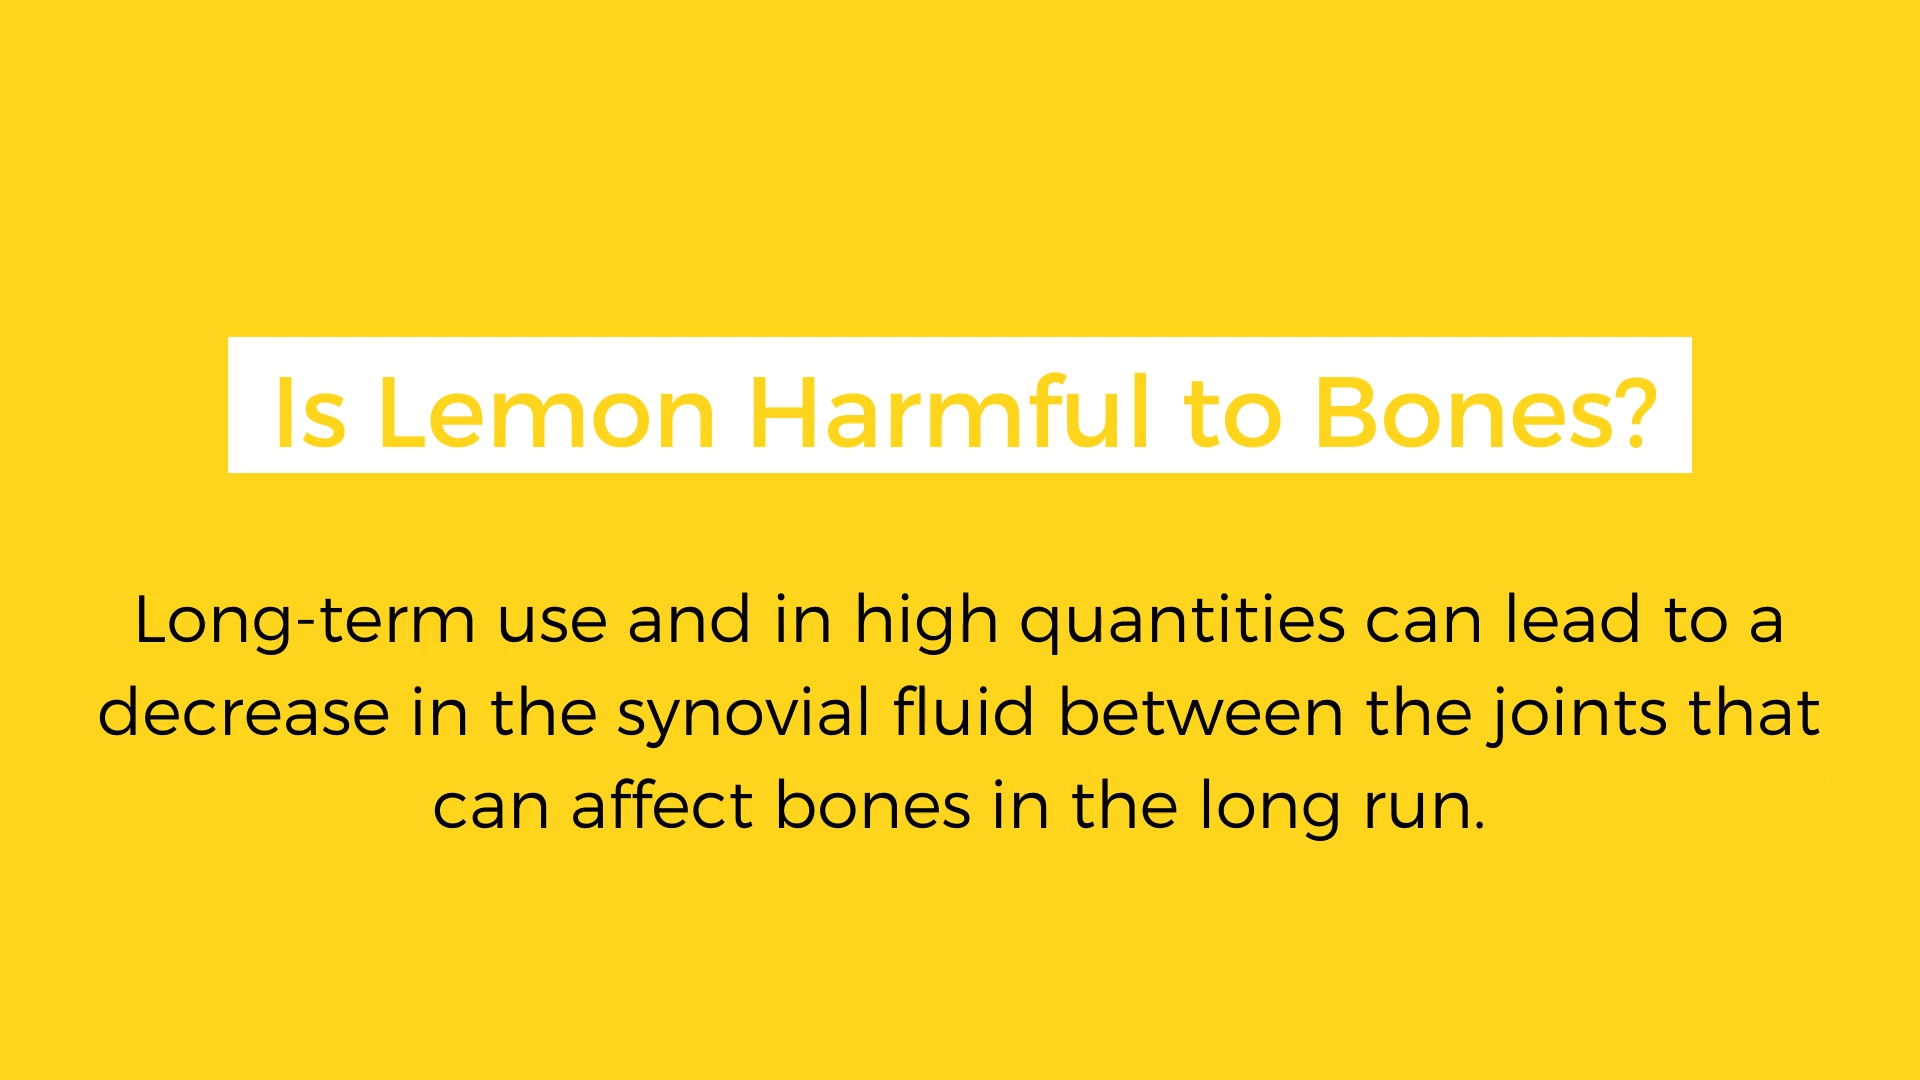 Is Lemon Harmful to Bones?
Long-term use and in high quantities can lead to a
decrease in the synovial fluid between the joints that
can affect bones in the long run.